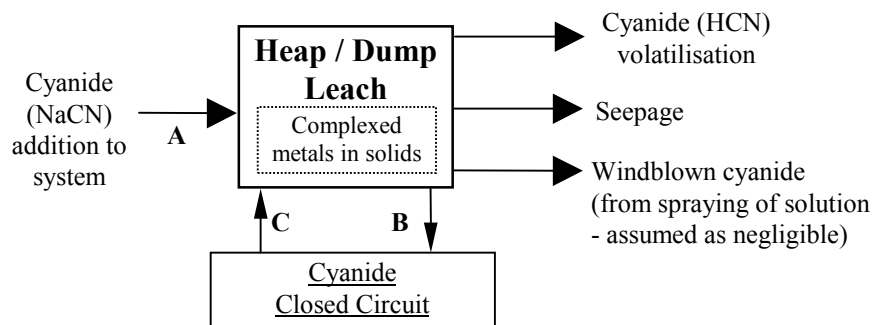 Cyanide
(NaCN)
addition to
system
A
Heap / Dump
Leach
Complexed
metals in solids
Cyanide (HCN)
volatilisation
Seepage
Windblown cyanide
(from spraying of solution
- assumed as negligible)
C
B
Cyanide
Closed Circuit